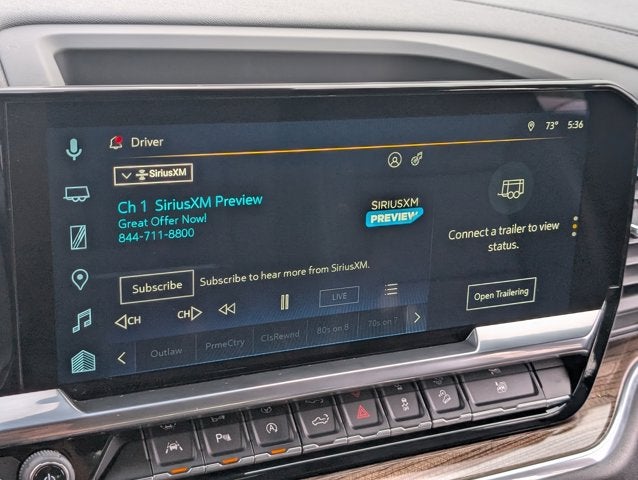 Driver
73° 5:36
SiriusXM
Ch 1 SiriusXM Preview
Great Offer Now!
844-711-8800
SIRIUSXM
PREVIEW
Connect a trailer to view
status.
Subscribe
Subscribe to hear more from SiriusXM.
Open Trailering
CH
CH
LIVE
Outlaw
PrmeCtry
ClsRewnd
80s on 8
70s on 7
P
A